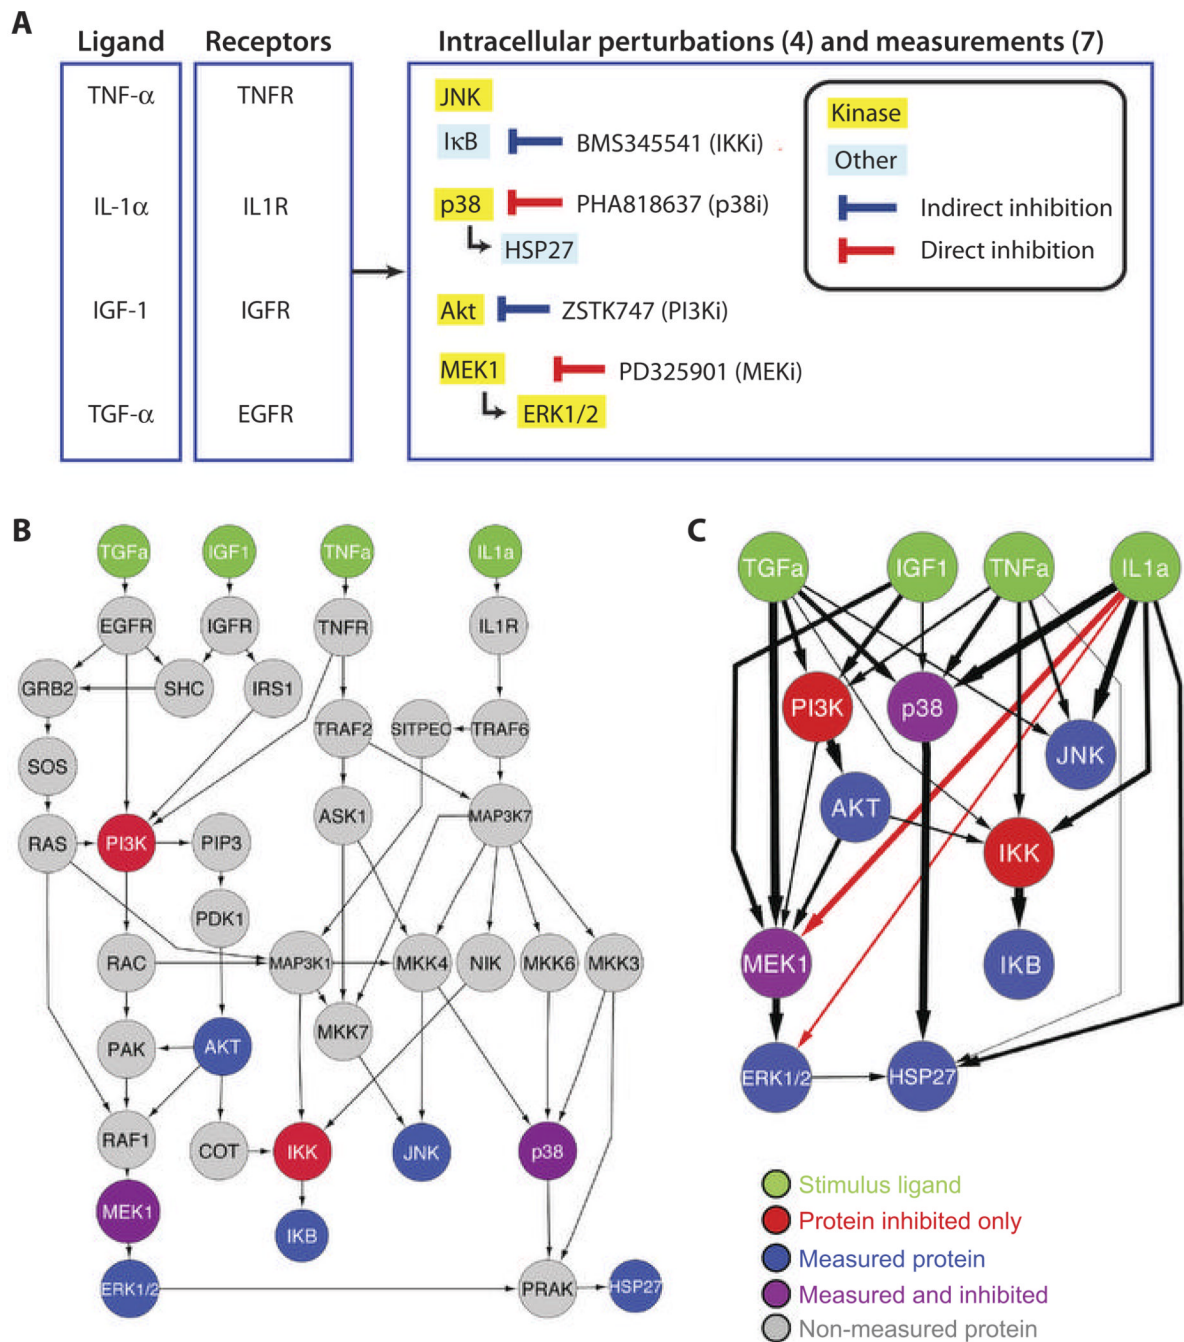 A
Ligand Receptors Intracellular perturbations (4) and measurements (7)
TNF-α TNFR
IL-1α IL1R
IGF-1 IGFR
TGF-α EGFR
JNK
IκB BMS345541 (IKKi)
p38 PHA818637 (p38i)
HSP27
Akt ZSTK747 (PI3Ki)
MEK1 PD325901 (MEKi)
ERK1/2
Kinase
Other
Indirect inhibition
Direct inhibition
B
TGFa IGF1 TNFa IL1a
EGFR IGFR TNFR IL1R
GRB2 SHC IRS1
TRAF2 SITPEC TRAF6
SOS
ASK1 MAP3K7
RAS PI3K PIP3
PDK1
RAC MAP3K1 MKK4 NIK MKK6 MKK3
MKK7
PAK AKT
RAF1 COT IKK JNK p38
MEK1
IKB
ERK1/2 PRAK HSP27
C
TGFa IGF1 TNFa IL1a
PI3K p38
JNK
AKT
IKK
MEK1 IKB
ERK1/2 HSP27
Stimulus ligand
Protein inhibited only
Measured protein
Measured and inhibited
Non-measured protein